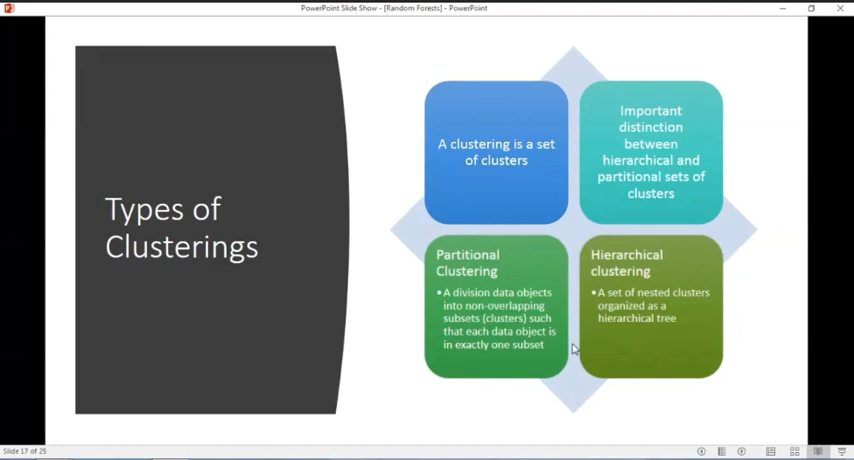 PowerPoint Slide Show - [Random Forests] - PowerPoint
Types of
Clusterings
A clustering is a set
of clusters
Important
distinction
between
hierarchical and
partitional sets of
clusters
Partitional
Clustering
•A division data objects
into non-overlapping
subsets (clusters) such
that each data object is
in exactly one subset
Hierarchical
clustering
•A set of nested clusters
organized as a
hierarchical tree
Slide 17 of 25